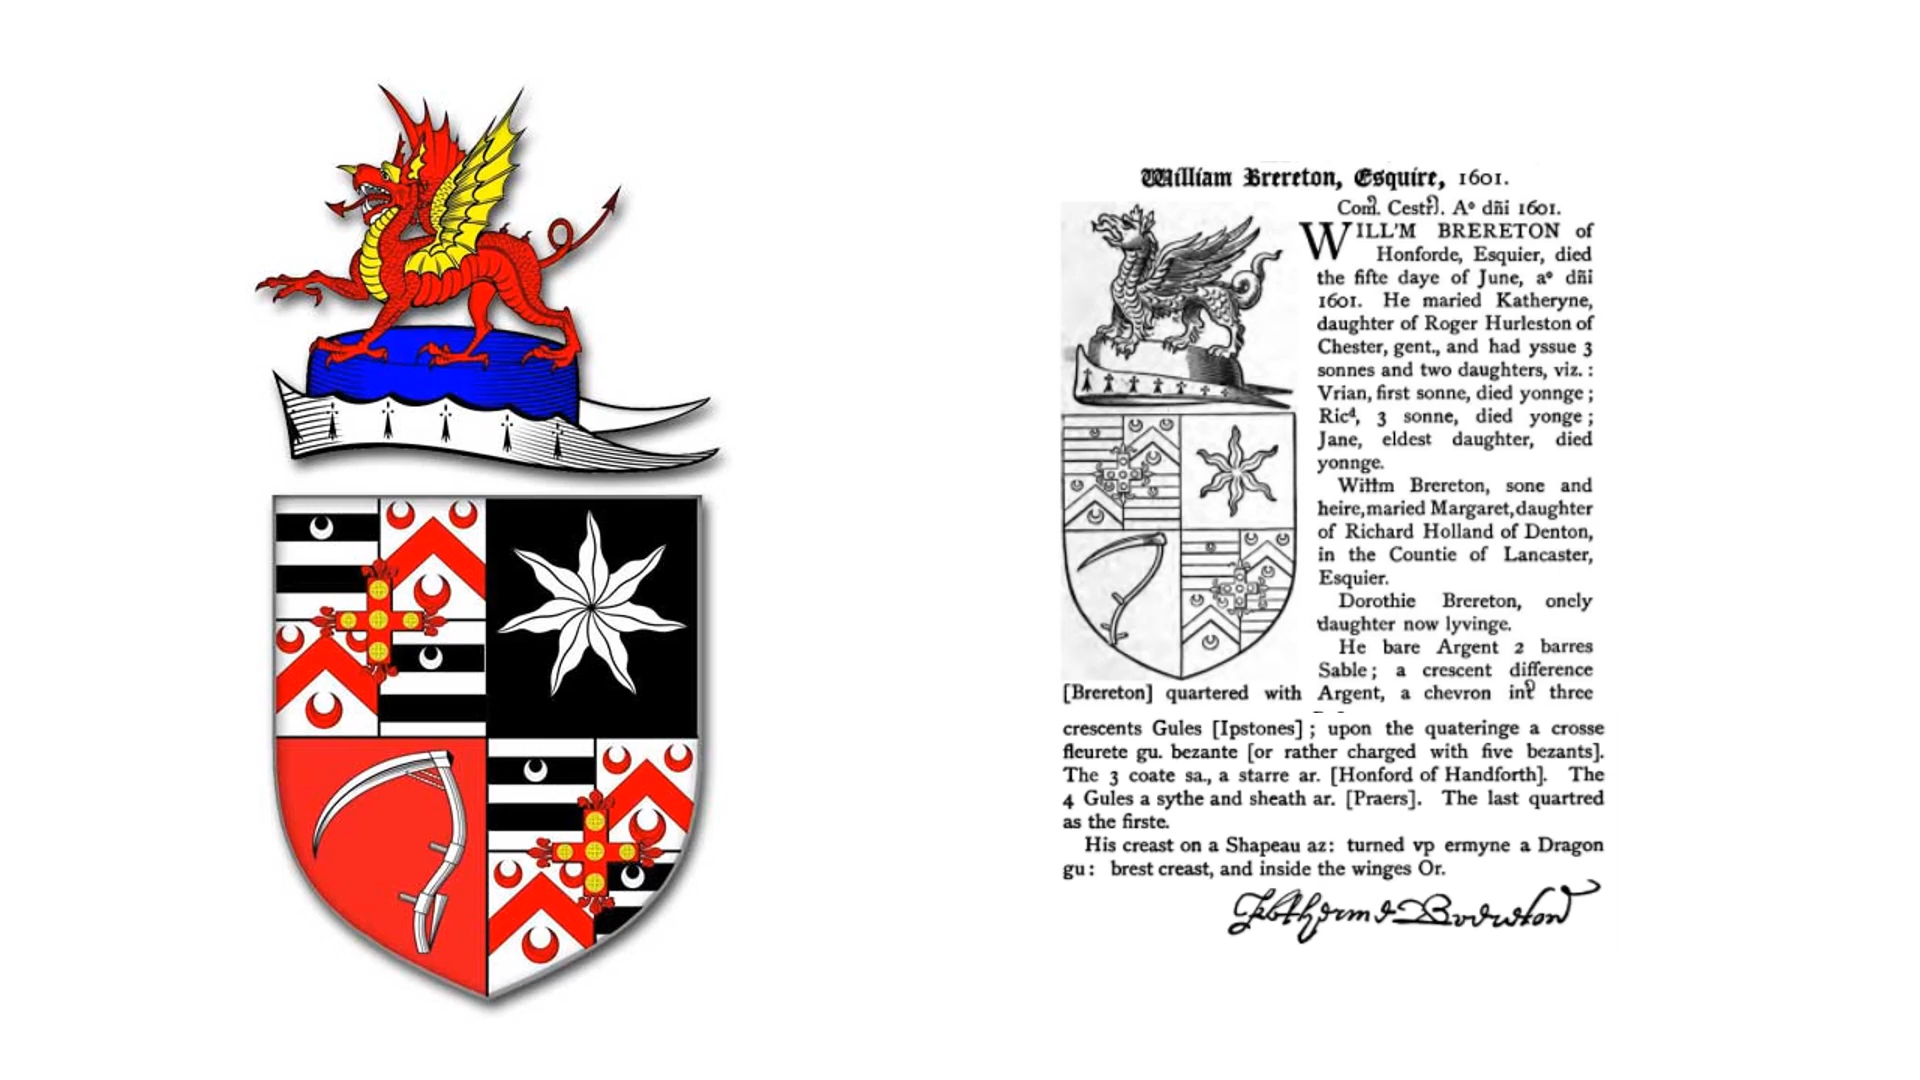 William Brereton, Esquire, 1601.
Com̃. Cestr̃. Aº dñi 1601.
WILL'M BRERETON of
Honforde, Esquier, died
the fifte daye of June, aº dñi
1601. He maried Katheryne,
daughter of Roger Hurleston of
Chester, gent., and had yssue 3
sonnes and two daughters, viz. :
Vrian, first sonne, died yonnge ;
Ricᵈ, 3 sonne, died yonge ;
Jane, eldest daughter, died
yonnge.
Wiłłm Brereton, sone and
heire, maried Margaret, daughter
of Richard Holland of Denton,
in the Countie of Lancaster,
Esquier.
Dorothie Brereton, onely
daughter now lyvinge.
He bare Argent 2 barres
Sable ; a crescent difference
[Brereton] quartered with Argent, a chevron int̃ three
crescents Gules [Ipstones] ; upon the quateringe a crosse
fleurete gu. bezante [or rather charged with five bezants].
The 3 coate sa., a starre ar. [Honford of Handforth]. The
4 Gules a sythe and sheath ar. [Praers]. The last quartred
as the firste.
His creast on a Shapeau az: turned vp ermyne a Dragon
gu: brest creast, and inside the winges Or.